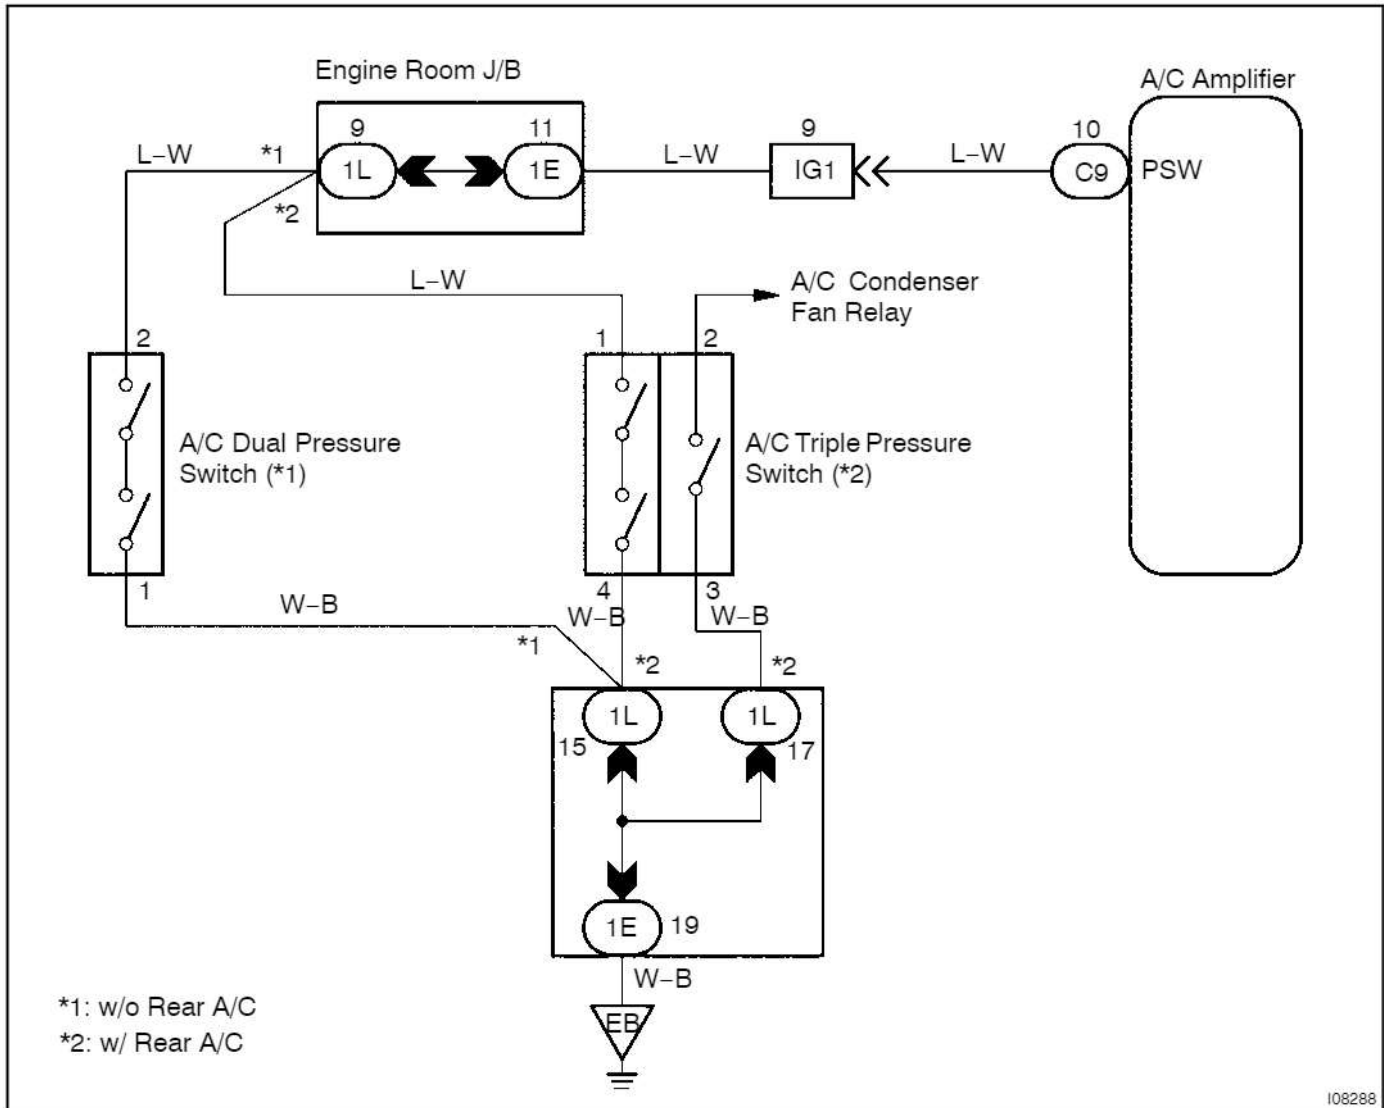 Engine Room J/B
A/C Amplifier
9
11
9
10
L–W
*1
1L
1E
L–W
IG1
L–W
C9
PSW
*2
L–W
A/C Condenser
Fan Relay
2
1
2
A/C Dual Pressure
Switch (*1)
A/C Triple Pressure
Switch (*2)
1
4
3
W–B
W–B
W–B
*1
*2
*2
1L
1L
15
17
1E
19
W–B
EB
*1: w/o Rear A/C
*2: w/ Rear A/C
I08288